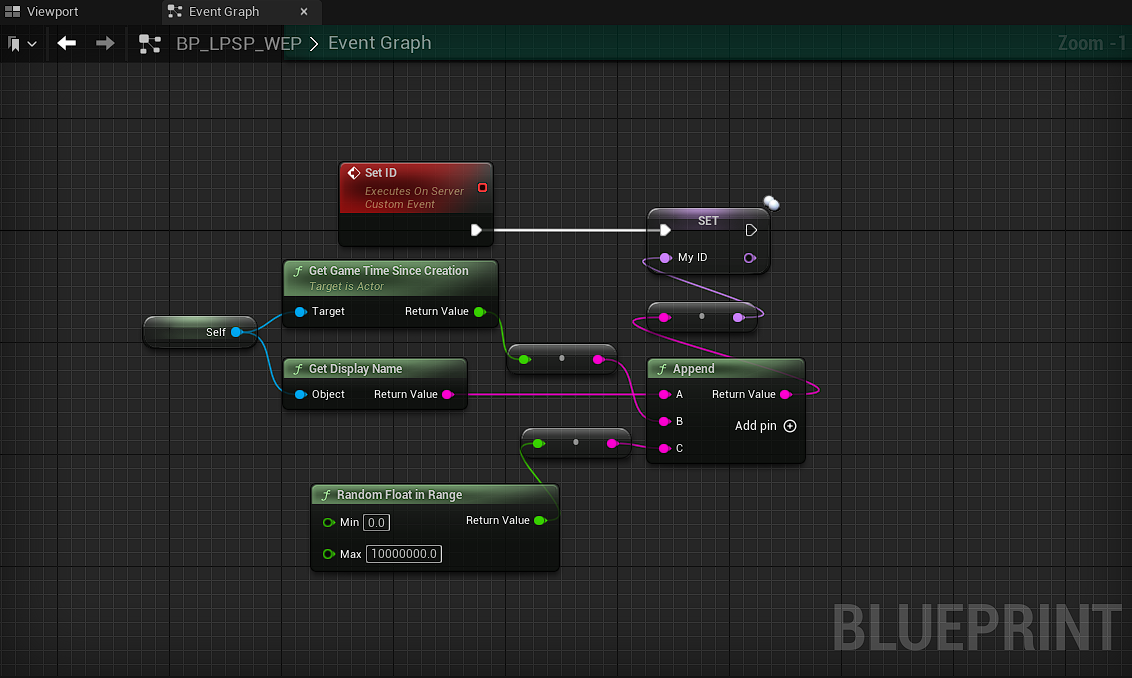 Viewport
Event Graph
BP_LPSP_WEP > Event Graph
Zoom -1
Set ID
Executes On Server
Custom Event
SET
My ID
Get Game Time Since Creation
Target is Actor
Target
Return Value
Self
Get Display Name
Object
Return Value
Append
A
Return Value
B
Add pin
C
Random Float in Range
Min 0.0
Return Value
Max 10000000.0
BLUEPRINT